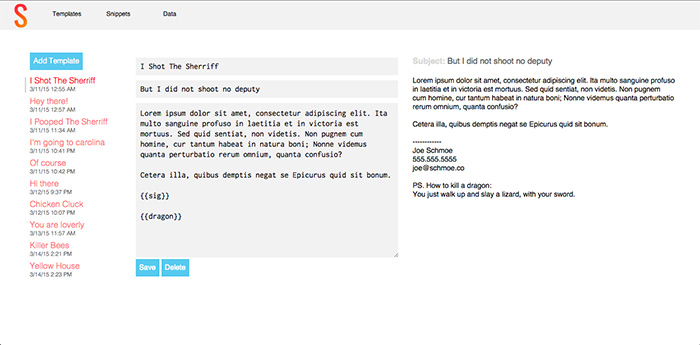 S
Templates
Snippets
Data
Add Template
I Shot The Sherriff
3/11/15 12:55 AM
Hey there!
3/11/15 12:57 AM
I Pooped The Sherriff
3/11/15 11:34 AM
I'm going to carolina
3/11/15 10:41 PM
Of course
3/11/15 10:42 PM
Hi there
3/12/15 9:37 PM
Chicken Cluck
3/12/15 10:07 PM
You are loverly
3/13/15 11:57 AM
Killer Bees
3/14/15 2:21 PM
Yellow House
3/14/15 2:23 PM
I Shot The Sherriff
But I did not shoot no deputy
Lorem ipsum dolor sit amet, consectetur adipiscing elit. Ita
multo sanguine profuso in laetitia et in victoria est
mortuus. Sed quid sentiat, non videtis. Non pugnem cum
homine, cur tantum habeat in natura boni; Nonne videmus
quanta perturbatio rerum omnium, quanta confusio?
Cetera illa, quibus demptis negat se Epicurus quid sit bonum.
{{sig}}
{{dragon}}
Save
Delete
Subject: But I did not shoot no deputy
Lorem ipsum dolor sit amet, consectetur adipiscing elit. Ita multo sanguine profuso
in laetitia et in victoria est mortuus. Sed quid sentiat, non videtis. Non pugnem
cum homine, cur tantum habeat in natura boni; Nonne videmus quanta perturbatio
rerum omnium, quanta confusio?
Cetera illa, quibus demptis negat se Epicurus quid sit bonum.
------------
Joe Schmoe
555.555.5555
joe@schmoe.co
PS. How to kill a dragon:
You just walk up and slay a lizard, with your sword.